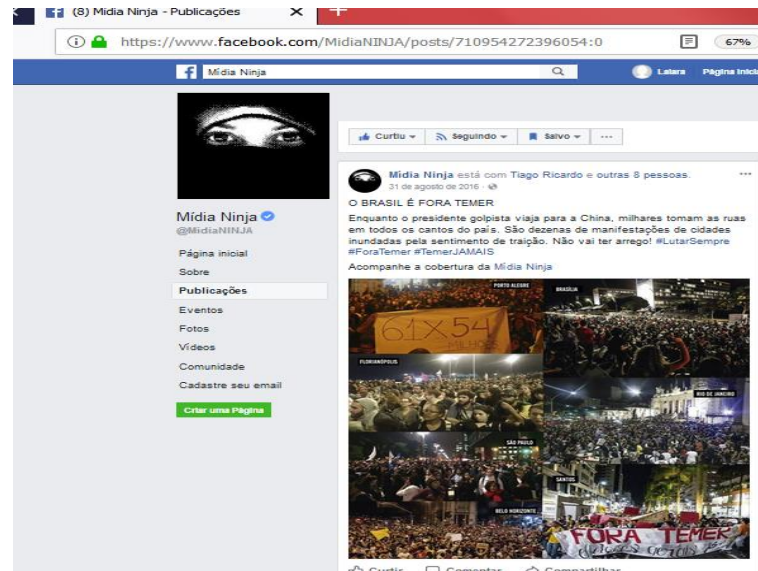 (8) Mídia Ninja - Publicações
https://www.facebook.com/MidiaNINJA/posts/710954272396054:0
67%
Mídia Ninja
Laiara
Página Inicia
Curtiu
Seguindo
Salvo
Mídia Ninja
@MidiaNINJA
Página inicial
Sobre
Publicações
Eventos
Fotos
Vídeos
Comunidade
Cadastre seu email
Criar uma Página
Mídia Ninja está com Tiago Ricardo e outras 8 pessoas.
31 de agosto de 2016
O BRASIL É FORA TEMER
Enquanto o presidente golpista viaja para a China, milhares tomam as ruas
em todos os cantos do país. São dezenas de manifestações de cidades
inundadas pela sentimento de traição. Não vai ter arrego! #LutarSempre
#ForaTemer #TemerJAMAIS
Acompanhe a cobertura da Mídia Ninja
PORTO ALEGRE
BRASÍLIA
61X54
MILHÕES
FLORIANÓPOLIS
RIO DE JANEIRO
SÃO PAULO
SANTOS
BELO HORIZONTE
FORA TEMER
Curtir
Comentar
Compartilhar